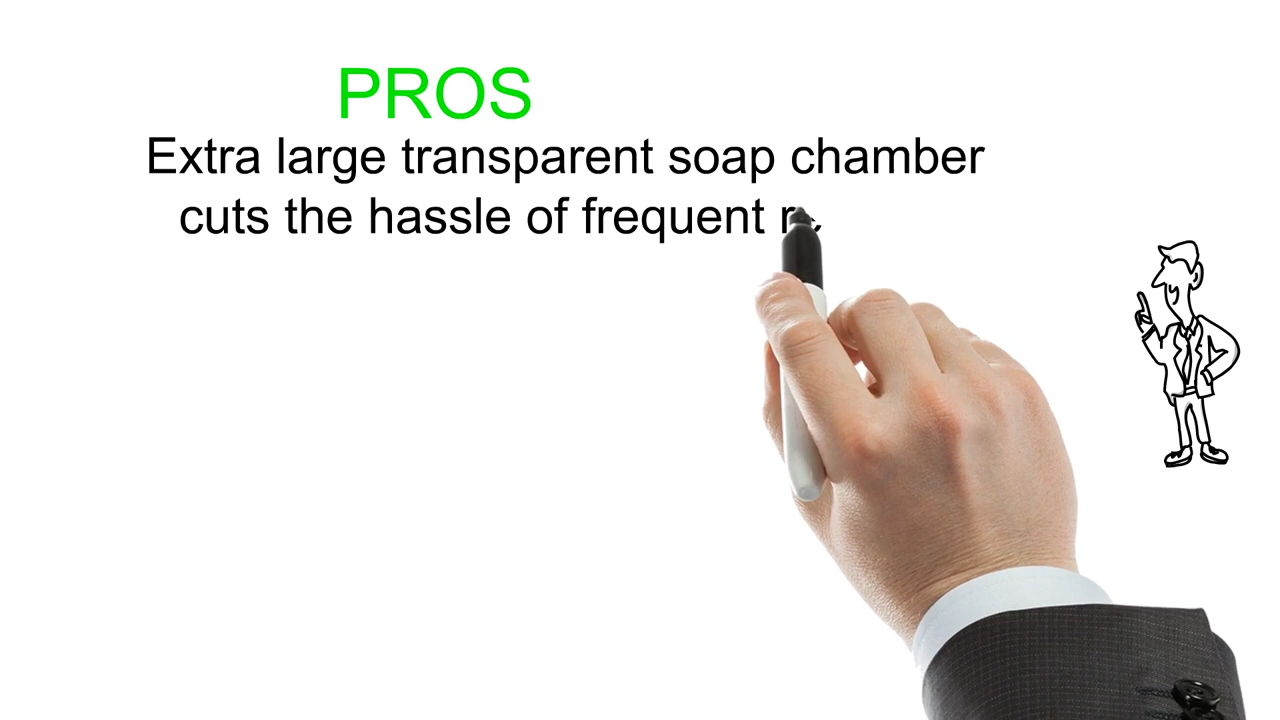 PROS
Extra large transparent soap chamber
cuts the hassle of frequent